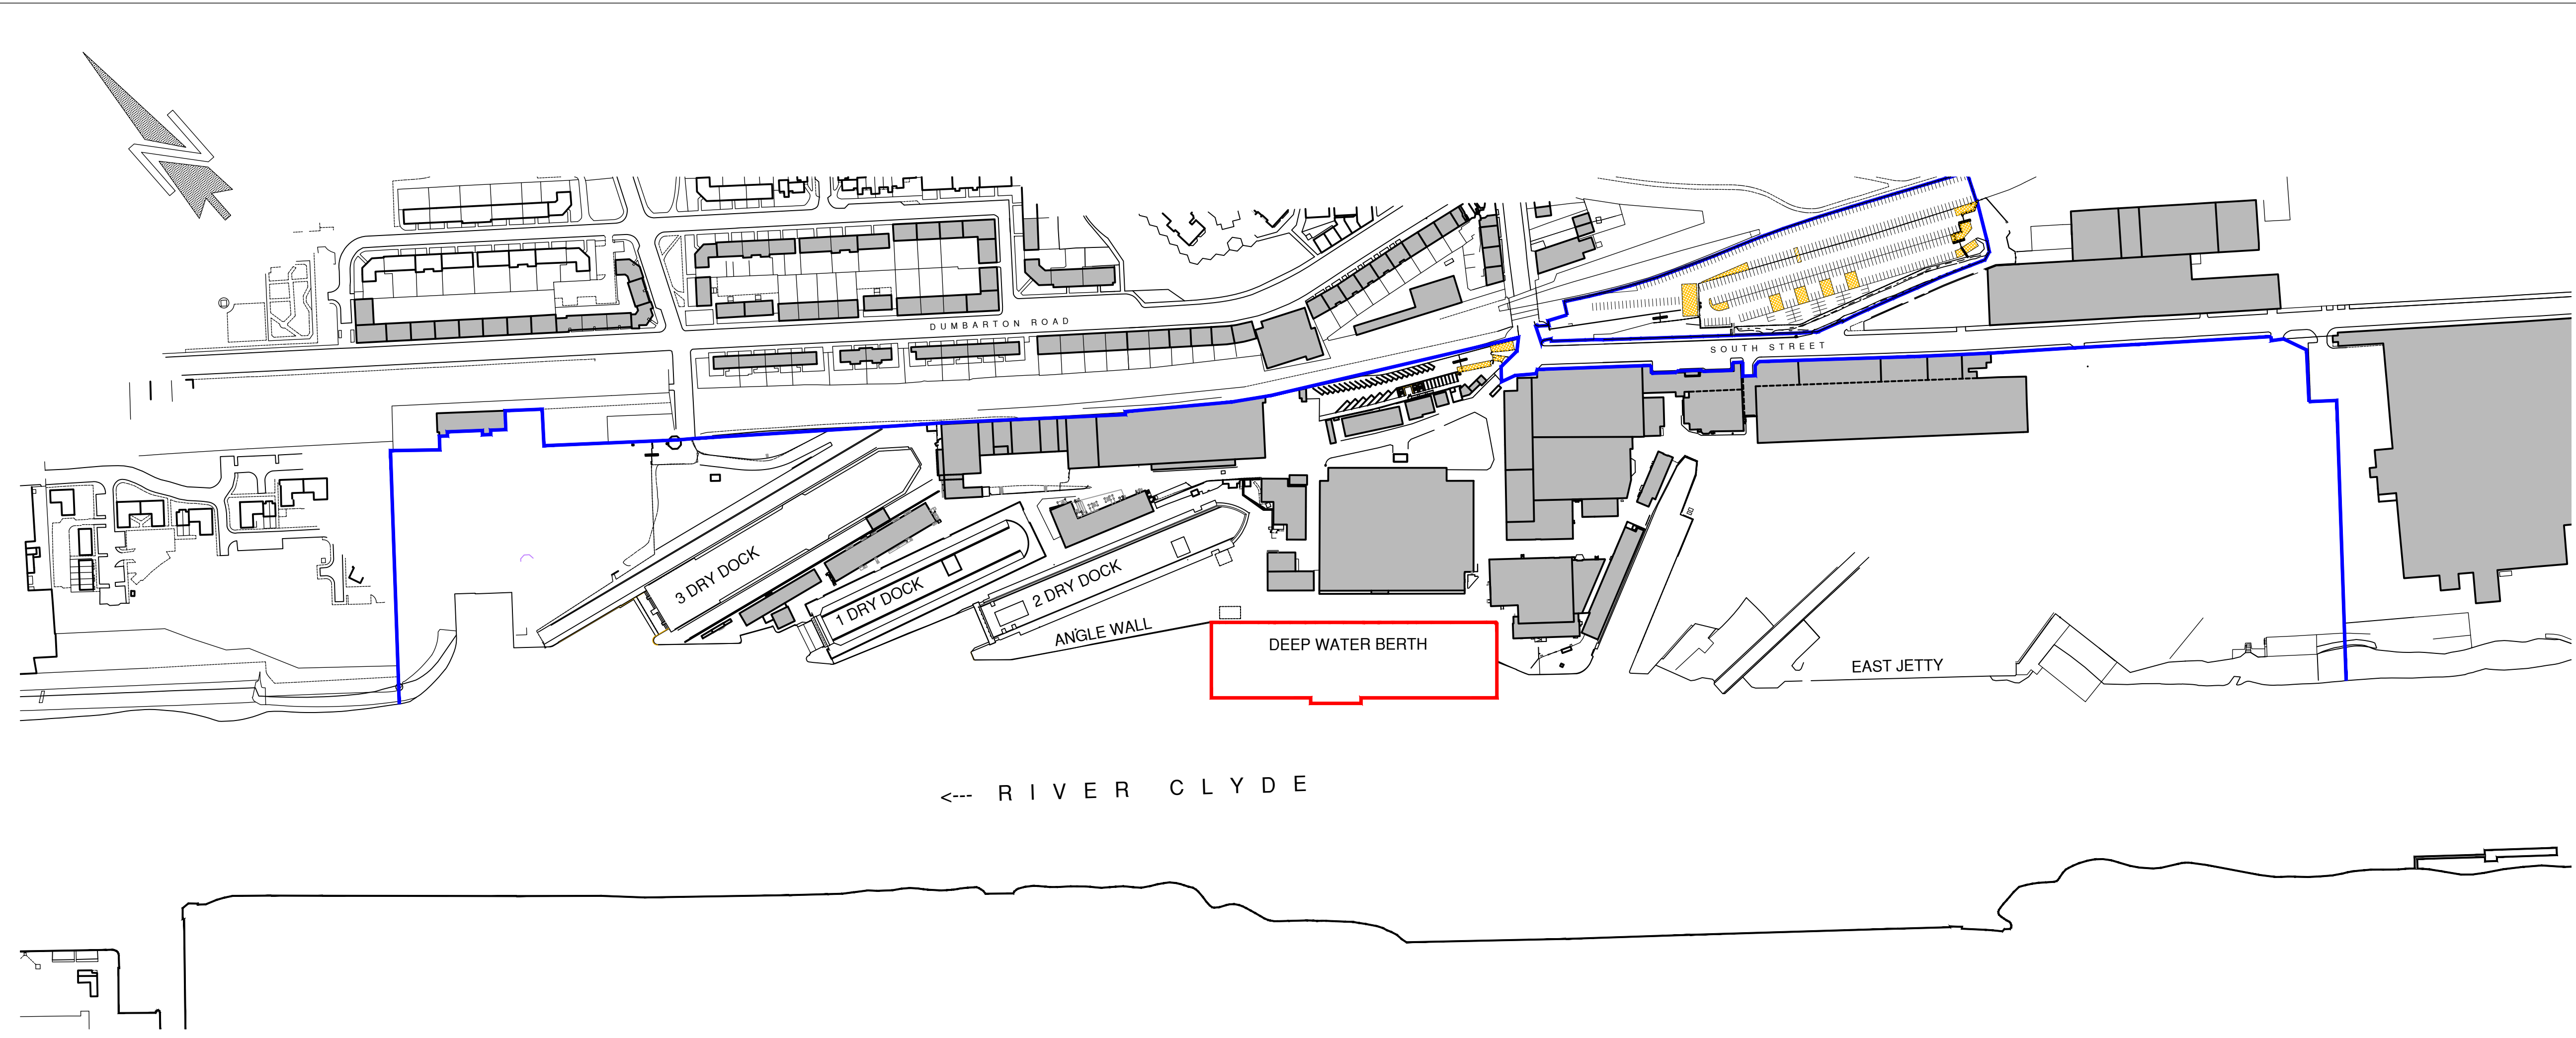 N
DUMBARTON ROAD
SOUTH STREET
3 DRY DOCK
1 DRY DOCK
2 DRY DOCK
ANGLE WALL
DEEP WATER BERTH
EAST JETTY
<--- RIVER CLYDE